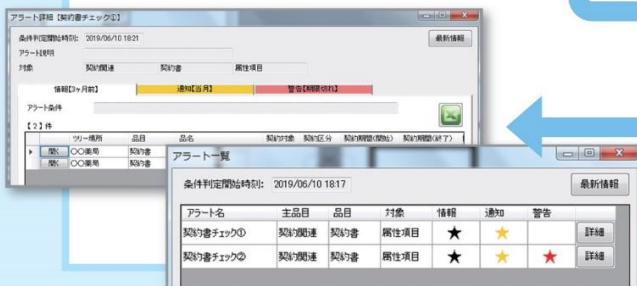 アラート詳細【契約書チェック①】
条件判定開始時刻: 2019/06/10 18:21 最新情報
アラート説明
対象 契約関連 契約書 属性項目
情報【3ヶ月前】 通知【当月】 警告【期限切れ】
アラート条件
【2】件
ツリー場所 品目 品名 契約対象 契約区分 契約期間(開始) 契約期間(終了)
開く 〇〇薬局 契約書
開く 〇〇薬局 契約書
アラート一覧
条件判定開始時刻: 2019/06/10 18:17 最新情報
アラート名 主品目 品目 対象 情報 通知 警告
契約書チェック① 契約関連 契約書 属性項目 ★ ★ 詳細
契約書チェック② 契約関連 契約書 属性項目 ★ ★ ★ 詳細